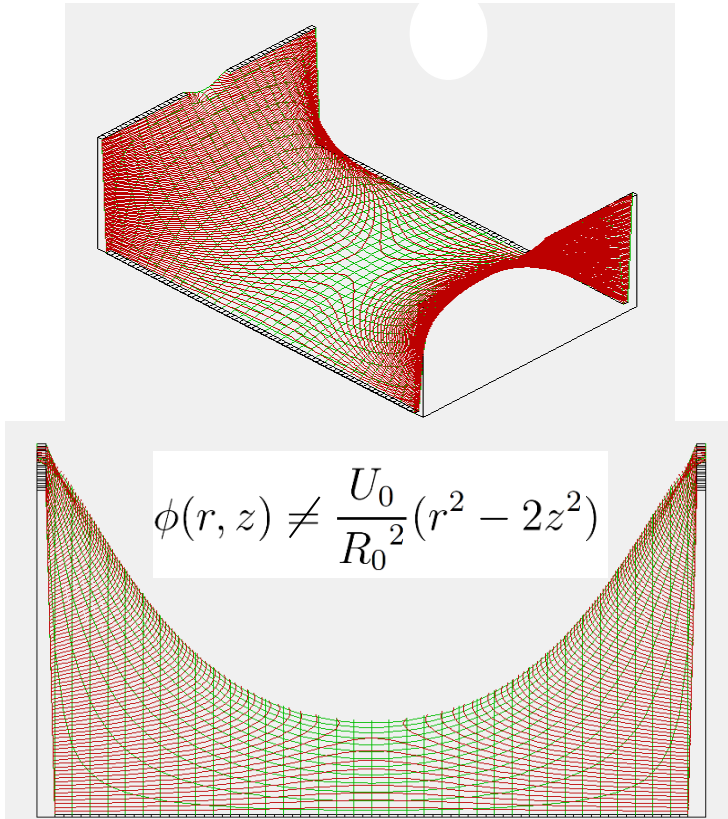 ϕ(r, z) ≠ U₀/R₀² (r² − 2z²)